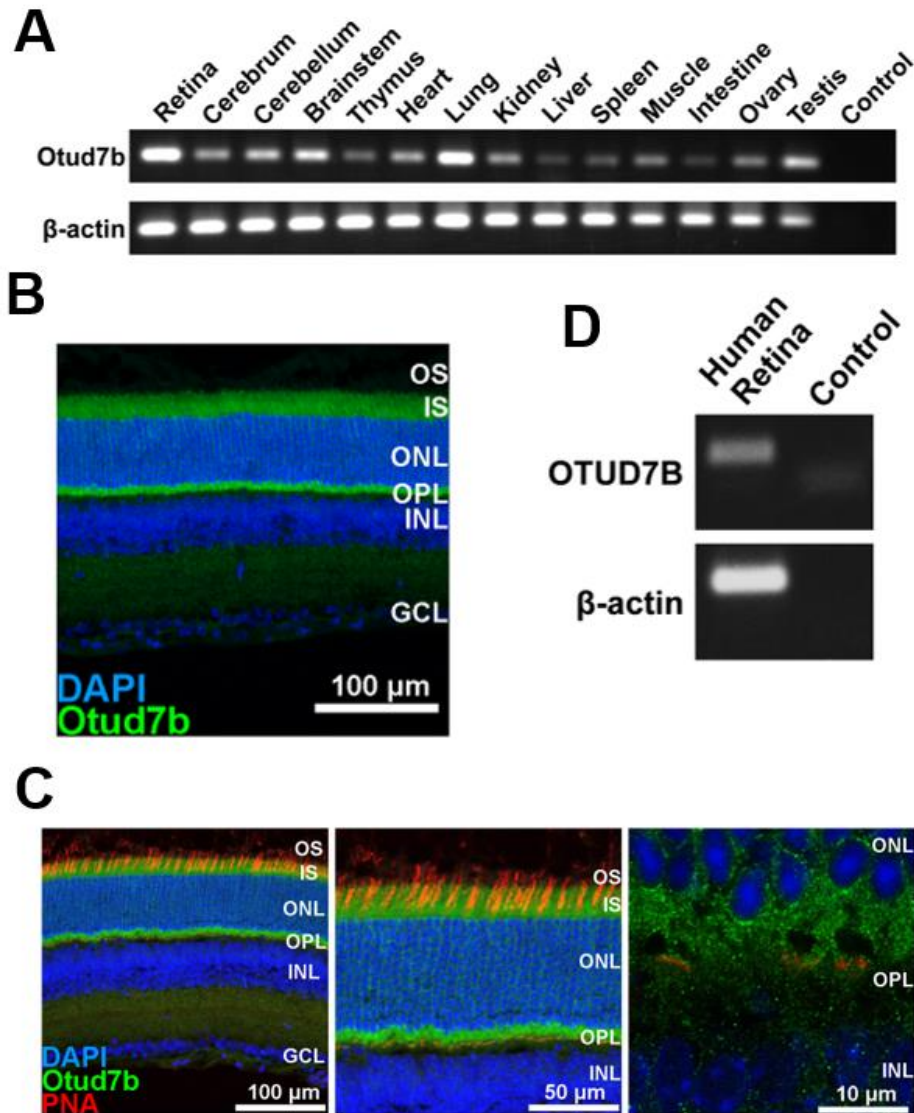 A
Retina
Cerebrum
Cerebellum
Brainstem
Thymus
Heart
Lung
Kidney
Liver
Spleen
Muscle
Intestine
Ovary
Testis
Control
Otud7b
β-actin
B
OS
IS
ONL
OPL
INL
GCL
DAPI
Otud7b
100 µm
D
Human
Retina
Control
OTUD7B
β-actin
C
OS
IS
ONL
OPL
INL
GCL
DAPI
Otud7b
PNA
100 µm
OS
IS
ONL
OPL
INL
50 µm
ONL
OPL
INL
10 µm